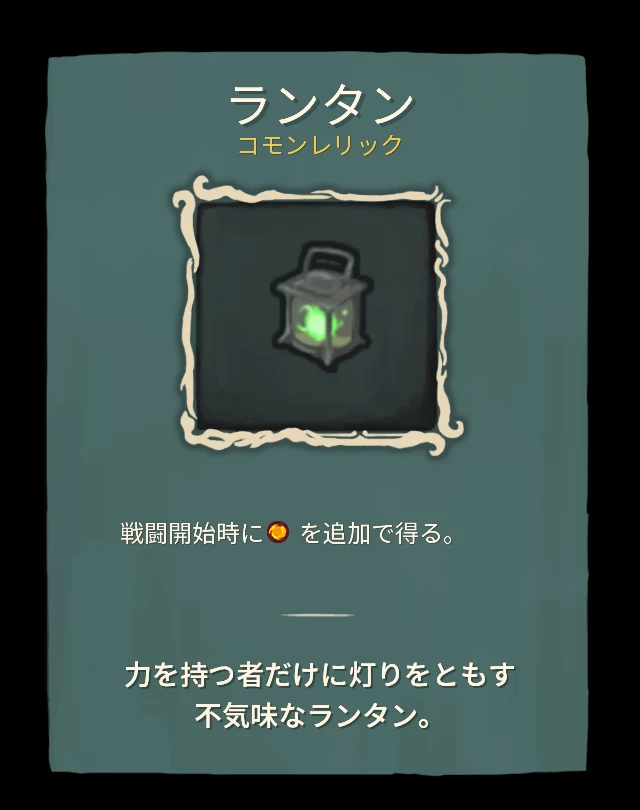 ランタン
コモンレリック
戦闘開始時に を追加で得る。
力を持つ者だけに灯りをともす
不気味なランタン。